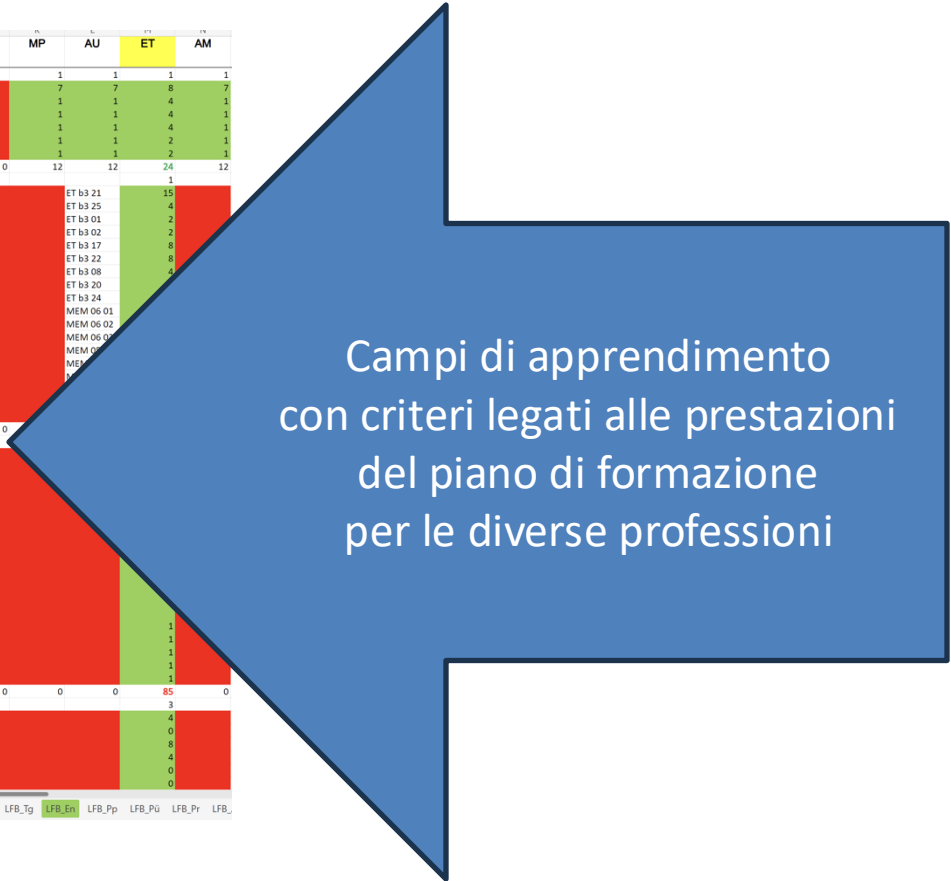 MP AU ET AM
1 1 1 1
7 7 8 7
1 1 4 1
1 1 4 1
1 1 4 1
1 1 2 1
1 1 2 1
0 12 12 24 12
1
ET b3 21 15
ET b3 25 4
ET b3 01 2
ET b3 02 2
ET b3 17 8
ET b3 22 8
ET b3 08 4
ET b3 20
ET b3 24
MEM 06 01
MEM 06 02
MEM 06
0
Campi di apprendimento
con criteri legati alle prestazioni
del piano di formazione
per le diverse professioni
1
1
1
1
1
0 0 0 85 0
3
4
0
8
4
0
0
LFB_Tg LFB_En LFB_Pp LFB_Pü LFB_Pr LFB_